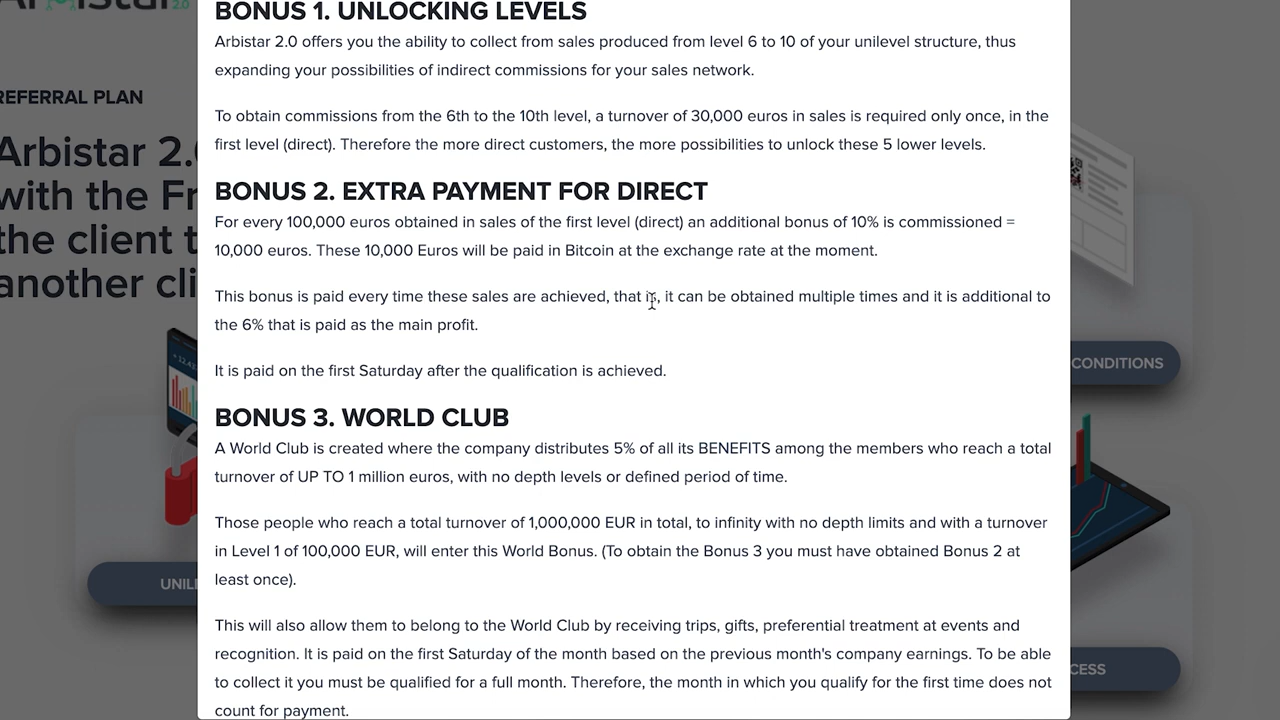 BONUS 1. UNLOCKING LEVELS
Arbistar 2.0 offers you the ability to collect from sales produced from level 6 to 10 of your unilevel structure, thus
expanding your possibilities of indirect commissions for your sales network.
To obtain commissions from the 6th to the 10th level, a turnover of 30,000 euros in sales is required only once, in the
first level (direct). Therefore the more direct customers, the more possibilities to unlock these 5 lower levels.
BONUS 2. EXTRA PAYMENT FOR DIRECT
For every 100,000 euros obtained in sales of the first level (direct) an additional bonus of 10% is commissioned =
10,000 euros. These 10,000 Euros will be paid in Bitcoin at the exchange rate at the moment.
This bonus is paid every time these sales are achieved, that is, it can be obtained multiple times and it is additional to
the 6% that is paid as the main profit.
It is paid on the first Saturday after the qualification is achieved.
BONUS 3. WORLD CLUB
A World Club is created where the company distributes 5% of all its BENEFITS among the members who reach a total
turnover of UP TO 1 million euros, with no depth levels or defined period of time.
Those people who reach a total turnover of 1,000,000 EUR in total, to infinity with no depth limits and with a turnover
in Level 1 of 100,000 EUR, will enter this World Bonus. (To obtain the Bonus 3 you must have obtained Bonus 2 at
least once).
This will also allow them to belong to the World Club by receiving trips, gifts, preferential treatment at events and
recognition. It is paid on the first Saturday of the month based on the previous month's company earnings. To be able
to collect it you must be qualified for a full month. Therefore, the month in which you qualify for the first time does not
count for payment.
REFERRAL PLAN
Arbistar 2.
with the Fr
the client t
another cli
UNIL
CONDITIONS
CESS